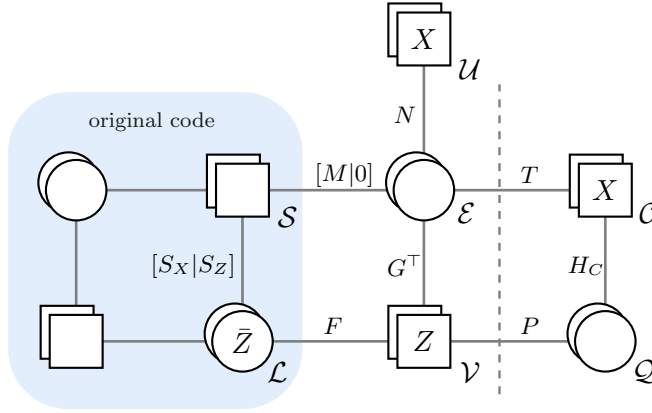 X
𝒰
original code
N
[M|0]
T
X
𝒮
ℰ
𝒞
[S_X|S_Z]
G^⊤
H_C
Z̄
F
Z
P
ℒ
𝒱
𝒬